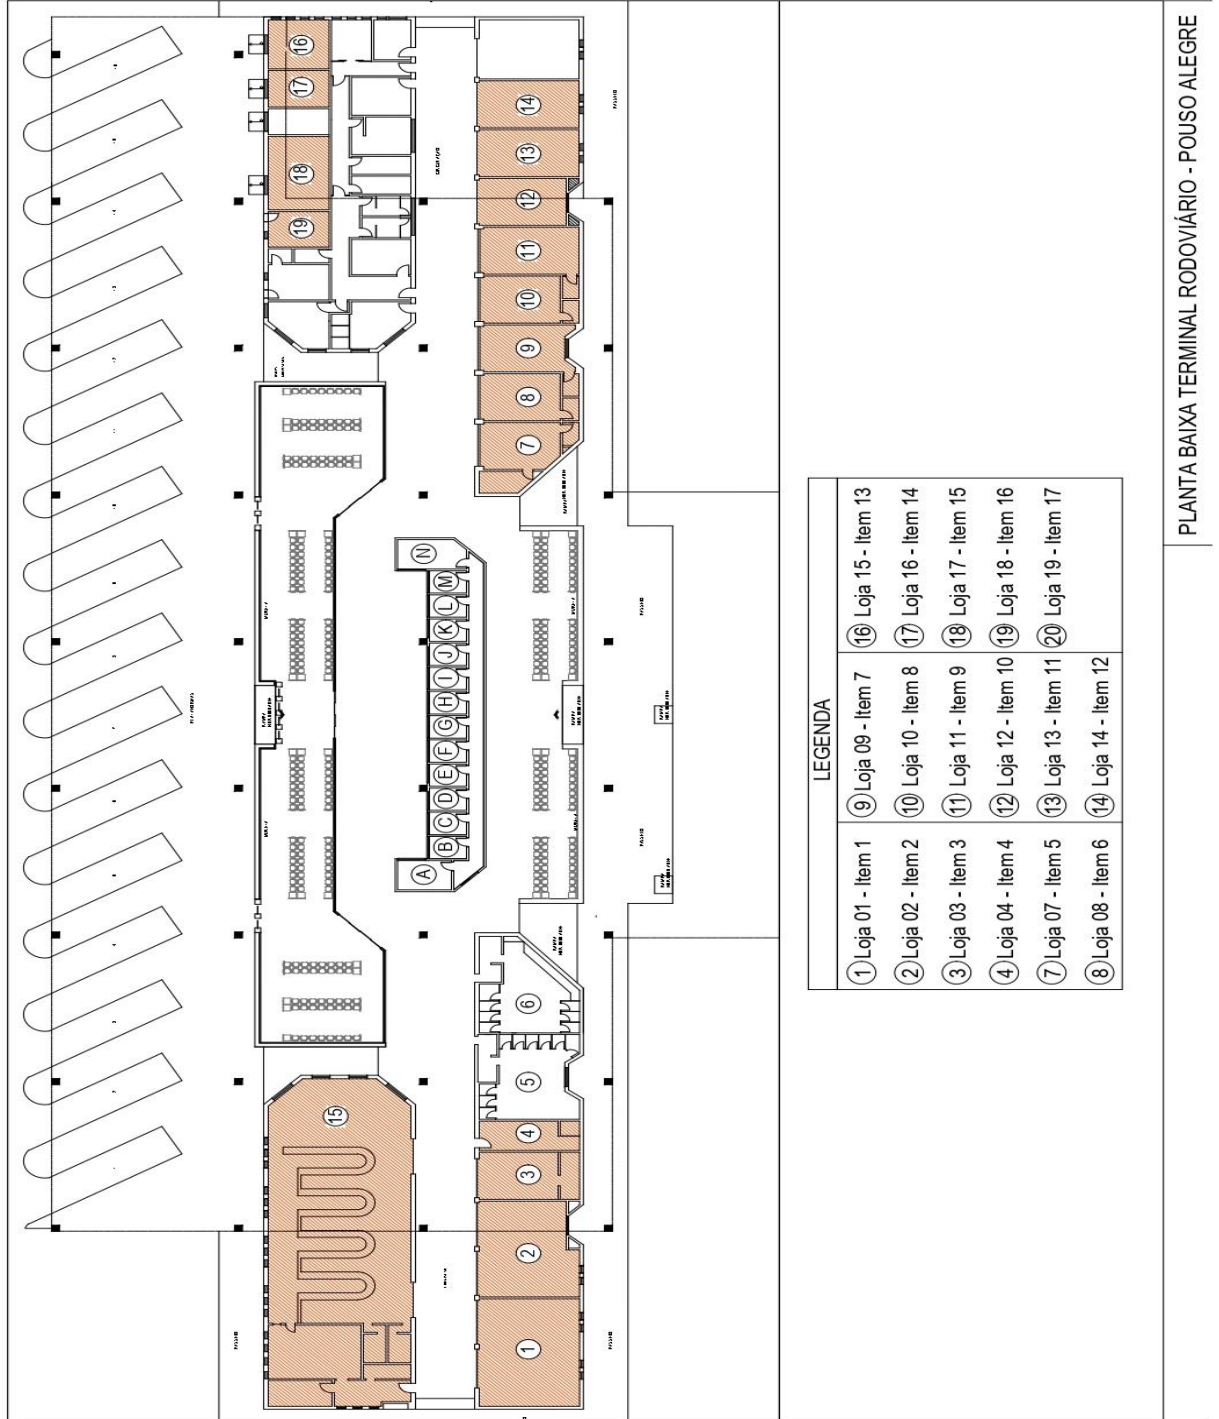 PLANTA BAIXA TERMINAL RODOVIÁRIO - POUSO ALEGRE
LEGENDA
1 Loja 01 - Item 1
2 Loja 02 - Item 2
3 Loja 03 - Item 3
4 Loja 04 - Item 4
7 Loja 07 - Item 5
8 Loja 08 - Item 6
9 Loja 09 - Item 7
10 Loja 10 - Item 8
11 Loja 11 - Item 9
12 Loja 12 - Item 10
13 Loja 13 - Item 11
14 Loja 14 - Item 12
16 Loja 15 - Item 13
17 Loja 16 - Item 14
18 Loja 17 - Item 15
19 Loja 18 - Item 16
20 Loja 19 - Item 17
15
19
18
17
16
A
B
C
D
E
F
G
H
I
J
K
L
M
N
1
2
3
4
5
6
7
8
9
10
11
12
13
14